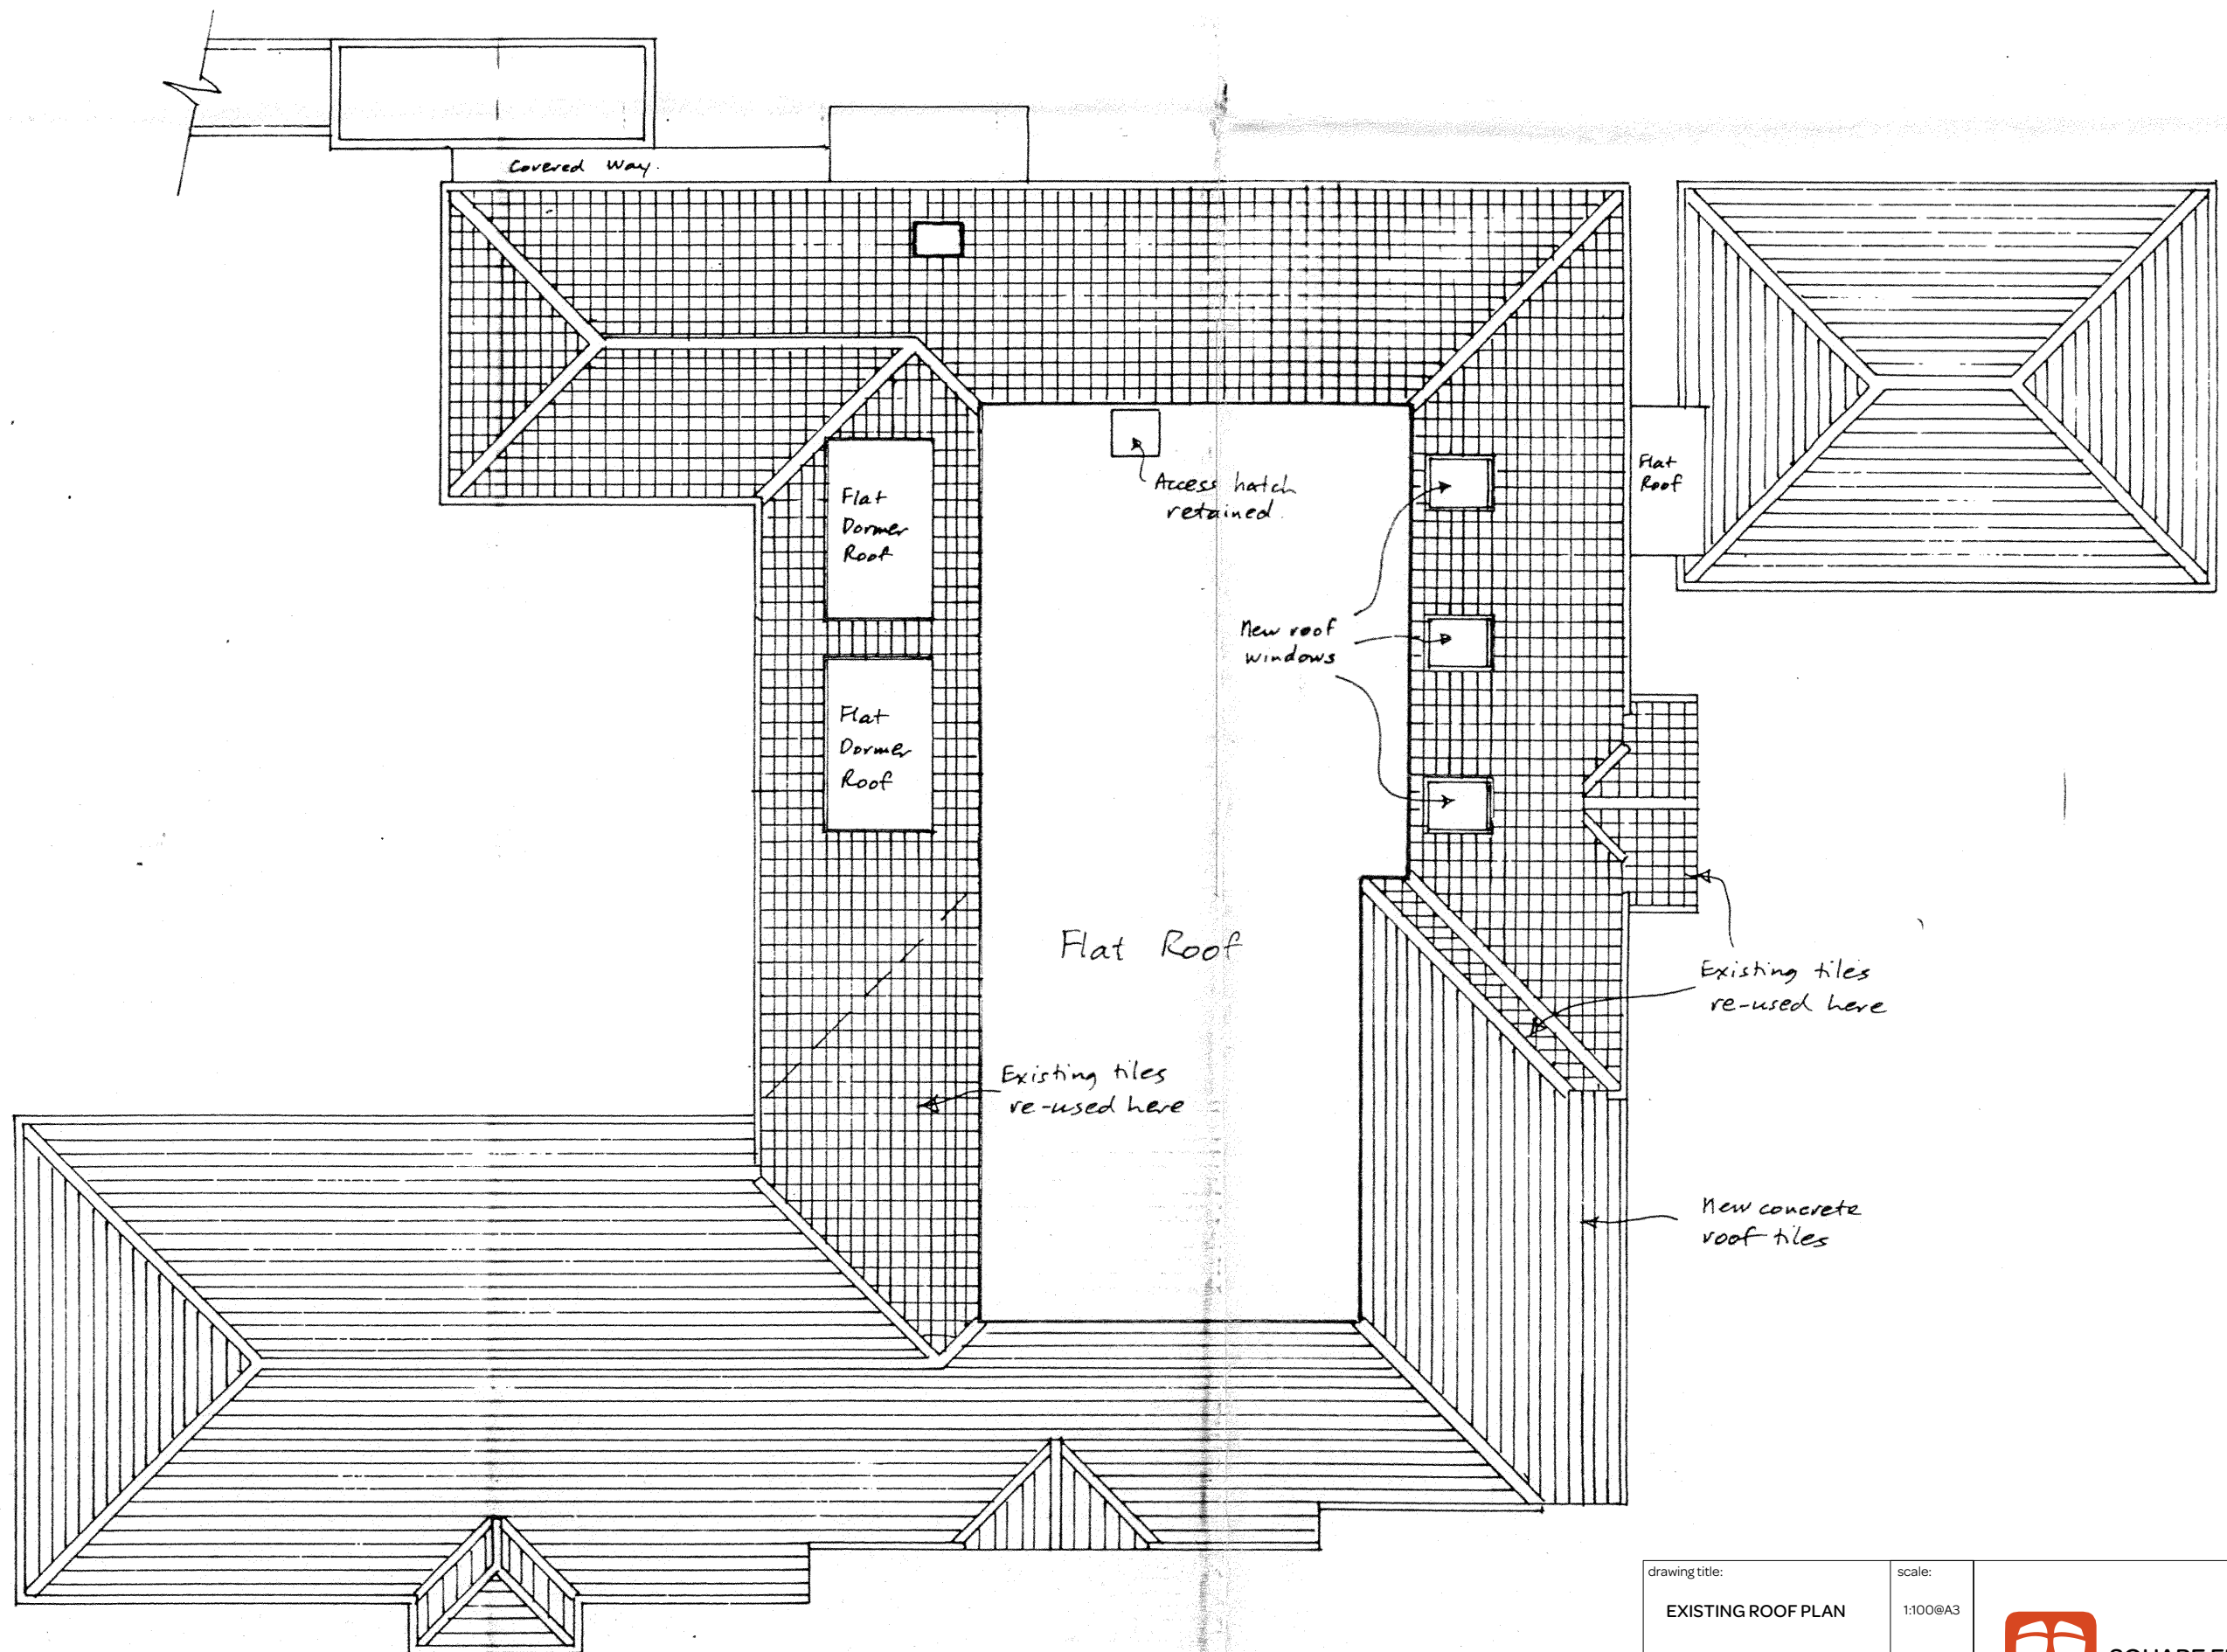 Covered Way.
Flat
Dormer
Roof
Access hatch
retained.
Flat
Roof
New roof
windows
Flat
Dormer
Roof
Flat Roof
Existing tiles
re-used here
Existing tiles
re-used here
New concrete
roof tiles
drawing title:
EXISTING ROOF PLAN
scale:
1:100@A3